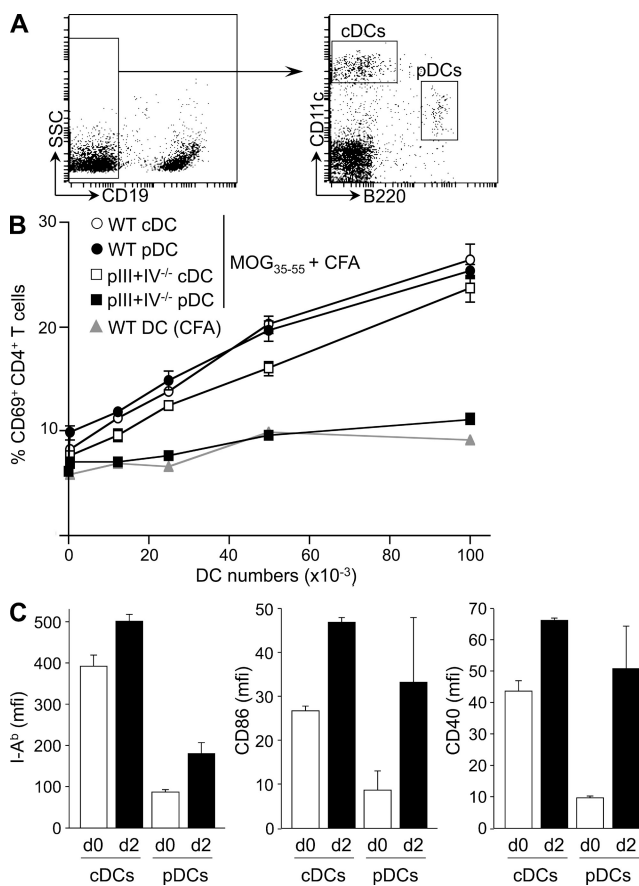 A
SSC
CD19
cDCs
pDCs
CD11c
B220
B
30
20
10
% CD69⁺ CD4⁺ T cells
WT cDC
WT pDC
pIII+IV⁻/⁻ cDC
pIII+IV⁻/⁻ pDC
WT DC (CFA)
MOG₃₅₋₅₅ + CFA
0 20 40 60 80 100
DC numbers (x10⁻³)
C
500
400
300
200
100
0
I-Aᵇ (mfi)
d0 d2 d0 d2
cDCs pDCs
50
40
30
20
10
0
CD86 (mfi)
d0 d2 d0 d2
cDCs pDCs
70
60
50
40
30
20
10
0
CD40 (mfi)
d0 d2 d0 d2
cDCs pDCs